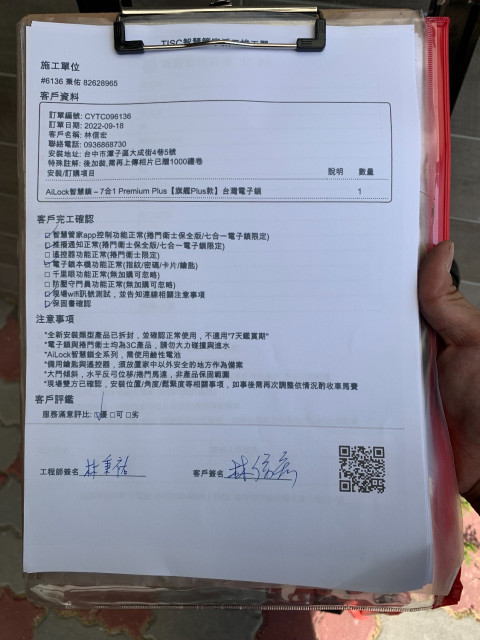 TISC智慧管家
施工單位
#6136 秉佑 82628965
客戶資料
訂單編號: CYTC096136
訂單日期: 2022-09-18
客戶名稱: 林信宏
聯絡電話: 0936868730
安裝地址: 台中市潭子區大成街4巷5號
特殊註解: 後加裝,需再上傳相片已贈1000禮卷
安裝/訂購項目 說明 數量
AiLock智慧鎖 – 7合1 Premium Plus【旗艦Plus款】台灣電子鎖 1
客戶完工確認
☑智慧管家app控制功能正常(捲門衛士保全版/七合一電子鎖限定)
☑推播通知正常(捲門衛士保全版/七合一電子鎖限定)
□遙控器功能正常(捲門衛士限定)
☑電子鎖本機功能正常(指紋/密碼/卡片/鑰匙)
□千里眼功能正常(無加購可忽略)
□防壓守門員功能正常(無加購可忽略)
☑現場wifi訊號測試，並告知連線相關注意事項
☑保固書確認
注意事項
*全新安裝類型產品已拆封，並確認正常使用，不適用"7天鑑賞期"
*電子鎖與捲門衛士均為3C產品，請勿大力碰撞與進水
*AiLock智慧鎖全系列，需使用鹼性電池
*備用鑰匙與遙控器，須放置家中以外安全的地方作為備案
*大門傾斜，水平反弓位移/捲門馬達，非產品保固範圍
*現場雙方已確認，安裝位置/角度/鬆緊度等相關事項，如事後需再次調整依情況酌收車馬費
客戶評鑑
服務滿意評比: ☑優 □可 □劣
工程師簽名 林秉祐 客戶簽名 林信宏